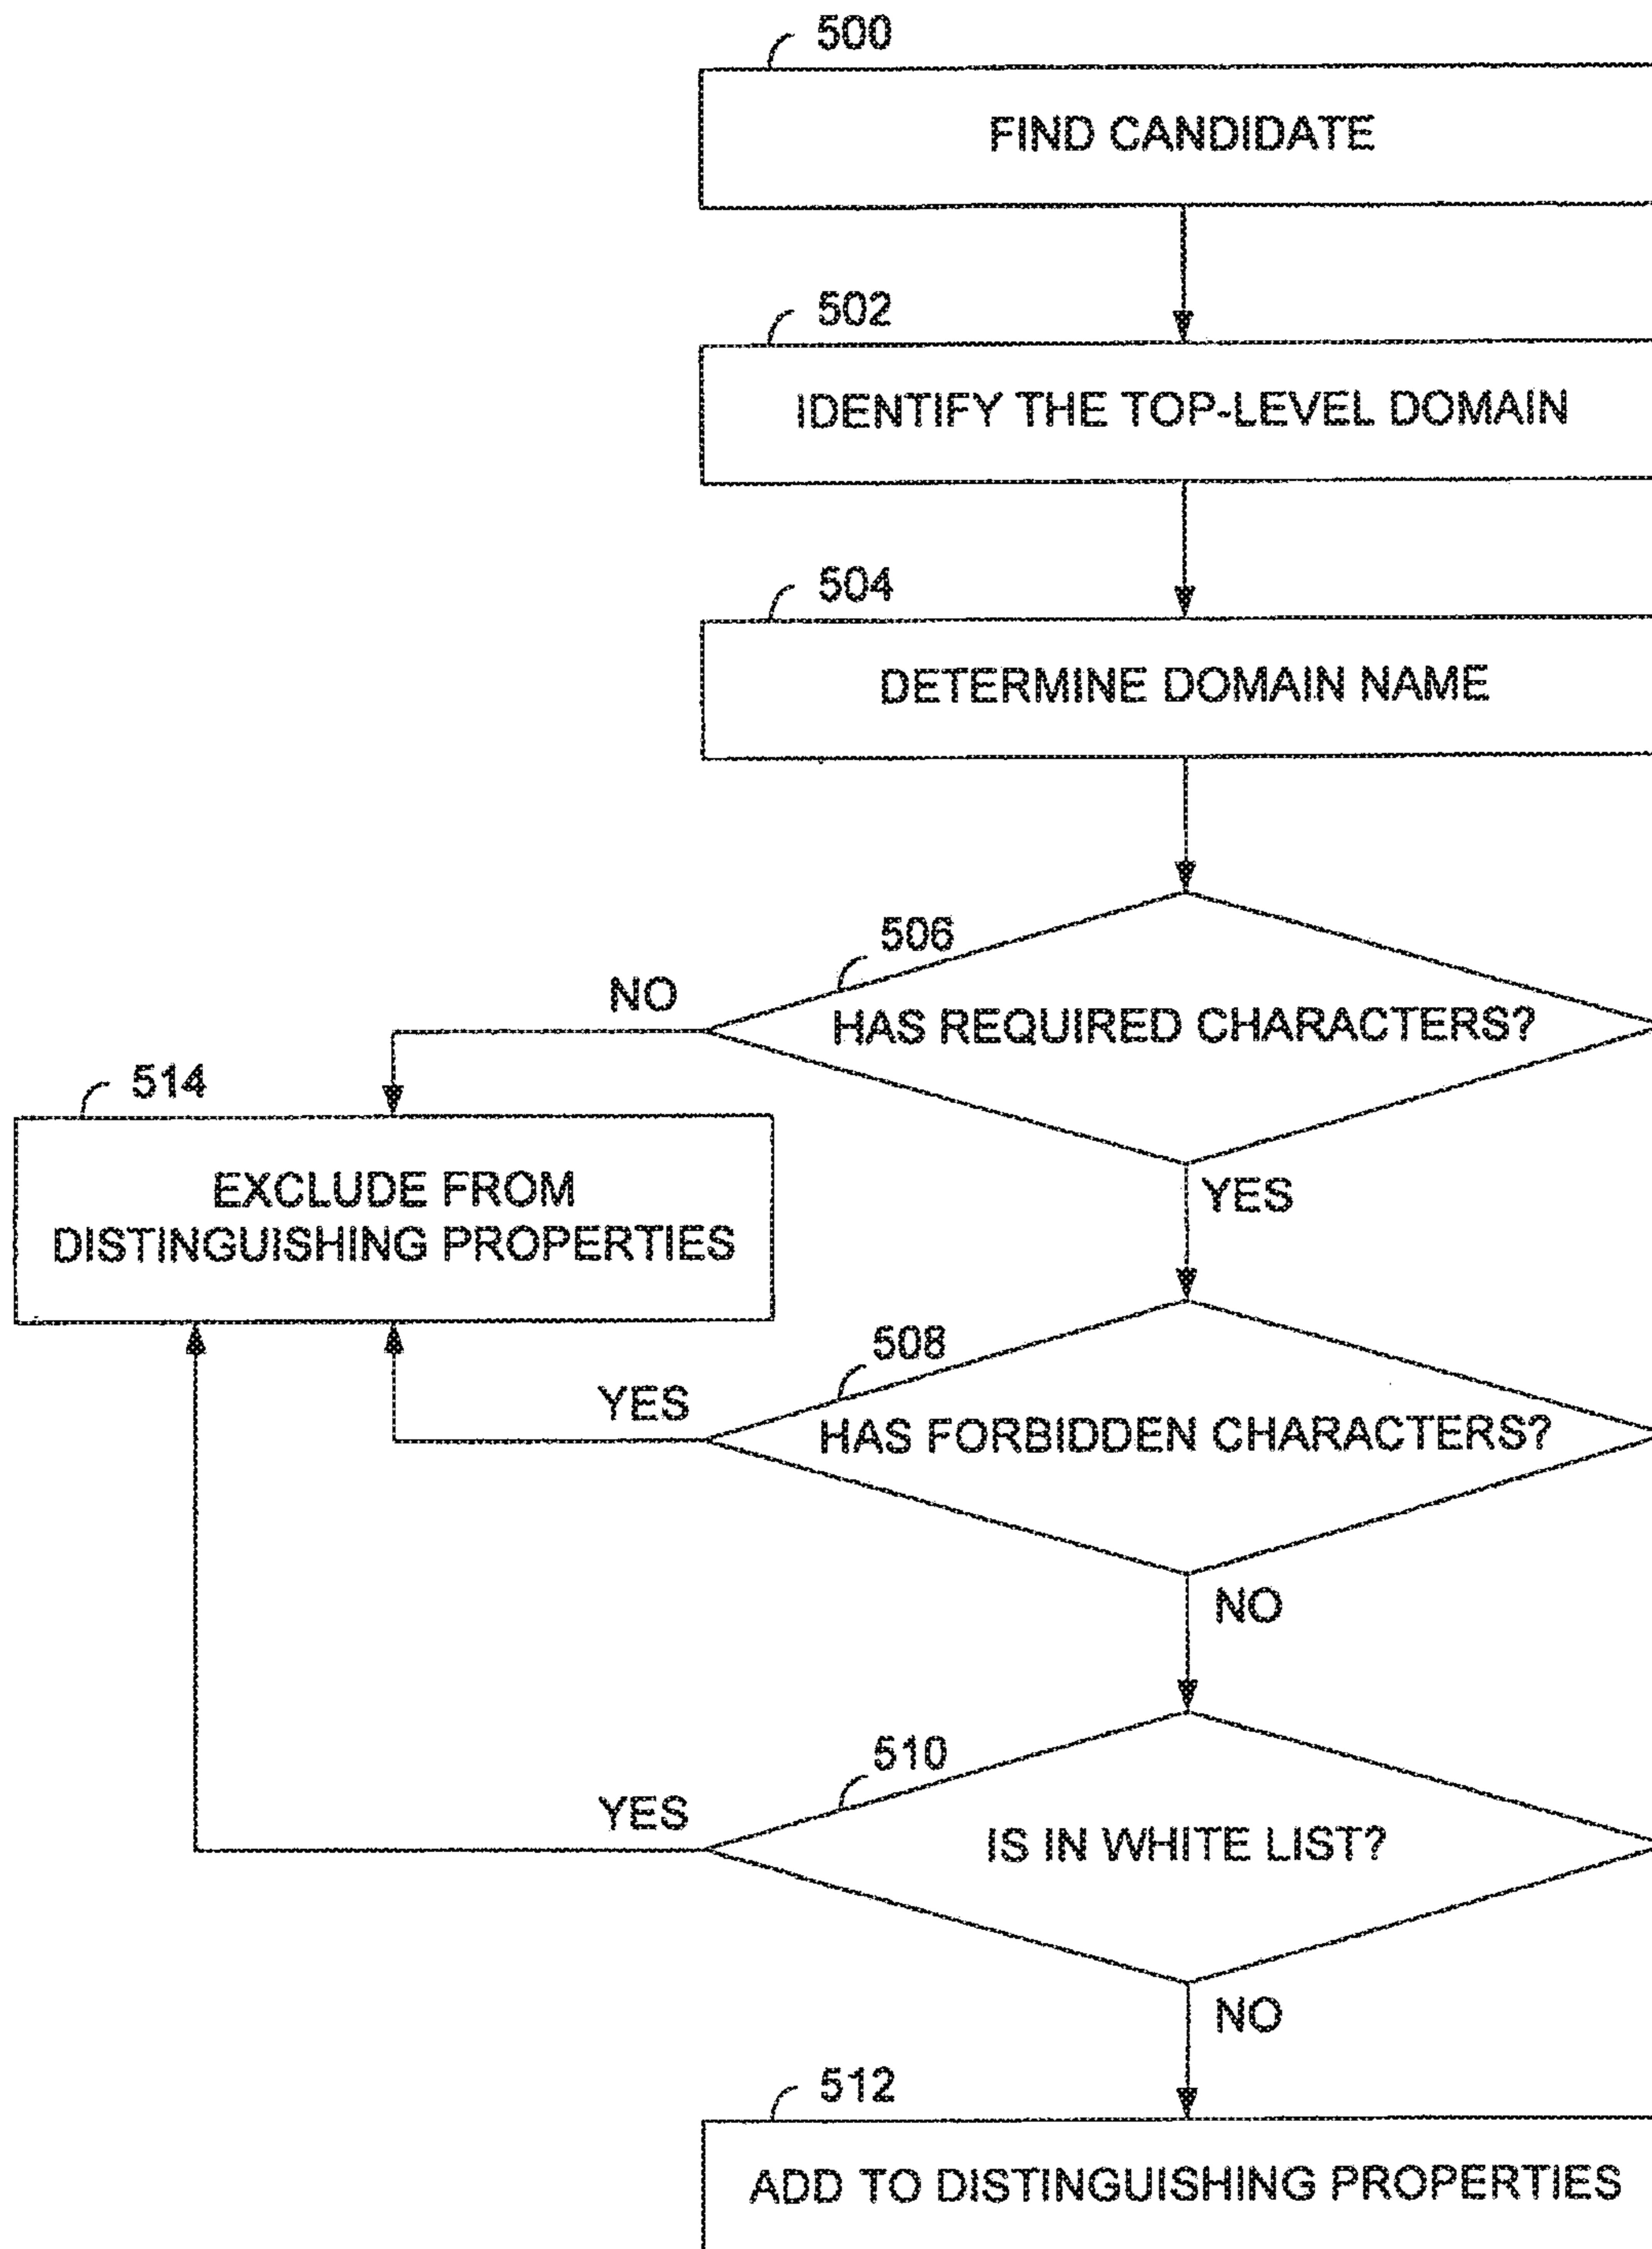 500
FIND CANDIDATE
502
IDENTIFY THE TOP-LEVEL DOMAIN
504
DETERMINE DOMAIN NAME
506
NO
HAS REQUIRED CHARACTERS?
514
EXCLUDE FROM
DISTINGUISHING PROPERTIES
YES
508
YES
HAS FORBIDDEN CHARACTERS?
NO
510
YES
IS IN WHITE LIST?
NO
512
ADD TO DISTINGUISHING PROPERTIES